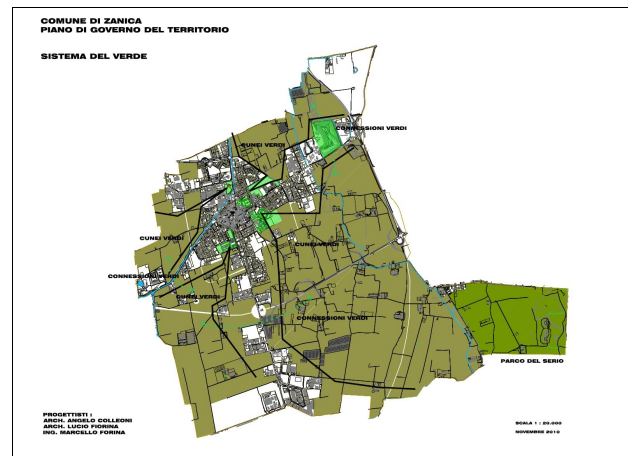 COMUNE DI ZANICA
PIANO DI GOVERNO DEL TERRITORIO
SISTEMA DEL VERDE
CONNESSIONI VERDI
CUNEI VERDI
CUNEI VERDI
CUNEI VERDI
CONNESSIONI VERDI
CUNEI VERDI
CONNESSIONI VERDI
PARCO DEL SERIO
PROGETTISTI :
ARCH. ANGELO COLLEONI
ARCH. LUCIO FIORINA
ING. MARCELLO FORINA
SCALA 1 : 20.000
NOVEMBRE 2010